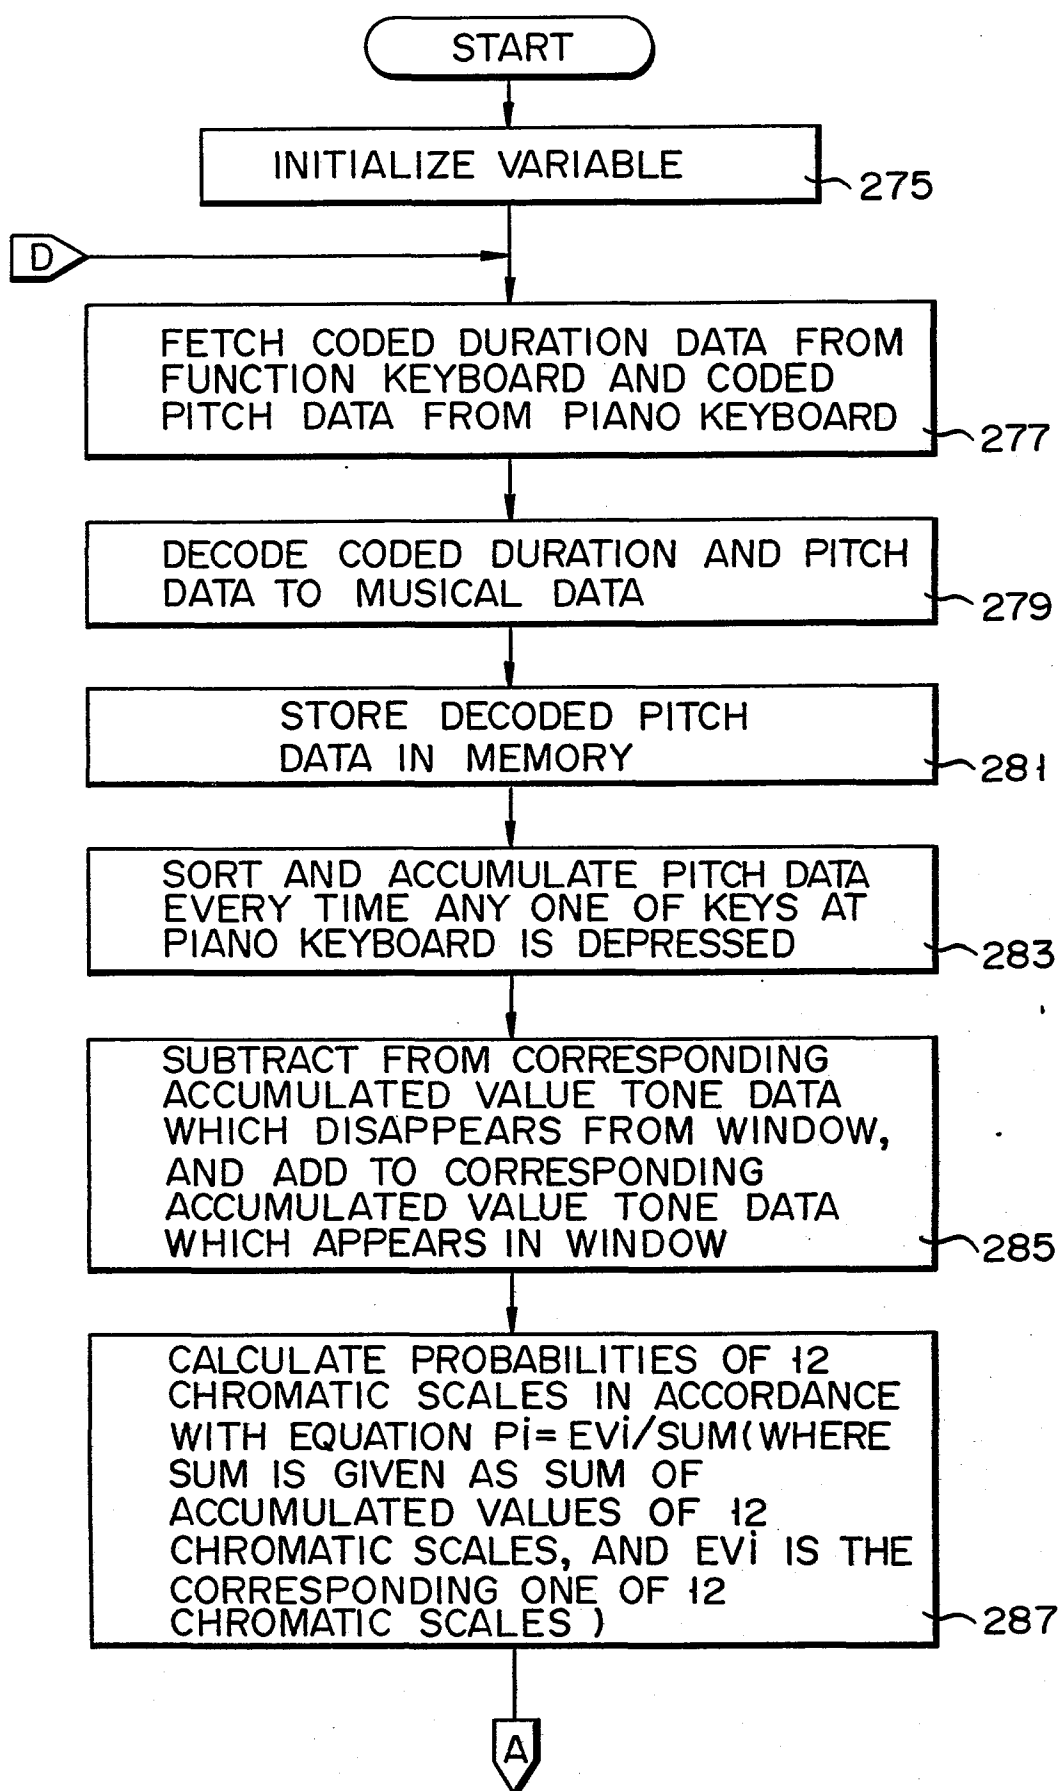 START
INITIALIZE VARIABLE
275
D
FETCH CODED DURATION DATA FROM
FUNCTION KEYBOARD AND CODED
PITCH DATA FROM PIANO KEYBOARD
277
DECODE CODED DURATION AND PITCH
DATA TO MUSICAL DATA
279
STORE DECODED PITCH
DATA IN MEMORY
281
SORT AND ACCUMULATE PITCH DATA
EVERY TIME ANY ONE OF KEYS AT
PIANO KEYBOARD IS DEPRESSED
283
SUBTRACT FROM CORRESPONDING
ACCUMULATED VALUE TONE DATA
WHICH DISAPPEARS FROM WINDOW,
AND ADD TO CORRESPONDING
ACCUMULATED VALUE TONE DATA
WHICH APPEARS IN WINDOW
285
CALCULATE PROBABILITIES OF 12
CHROMATIC SCALES IN ACCORDANCE
WITH EQUATION Pi=EVi/SUM(WHERE
SUM IS GIVEN AS SUM OF
ACCUMULATED VALUES OF 12
CHROMATIC SCALES, AND EVi IS THE
CORRESPONDING ONE OF 12
CHROMATIC SCALES)
287
A